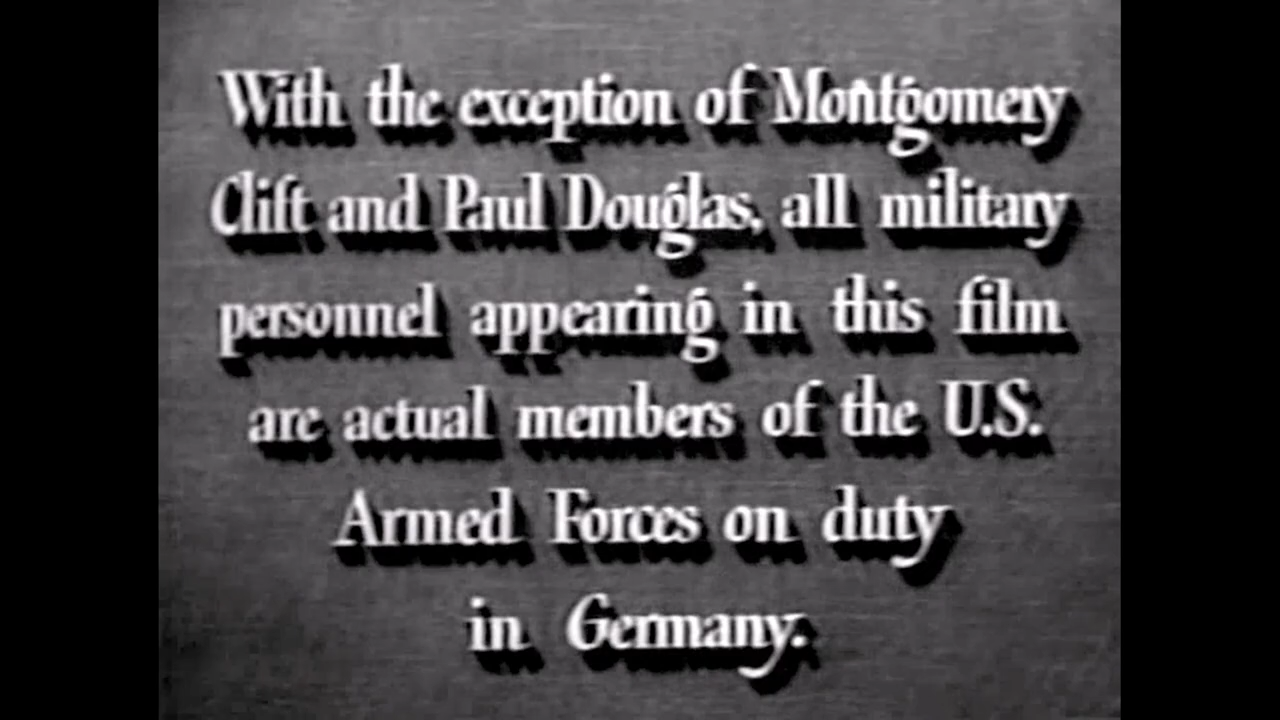 With the exception of Montgomery
Clift and Paul Douglas, all military
personnel appearing in this film
are actual members of the U.S.
Armed Forces on duty
in Germany.